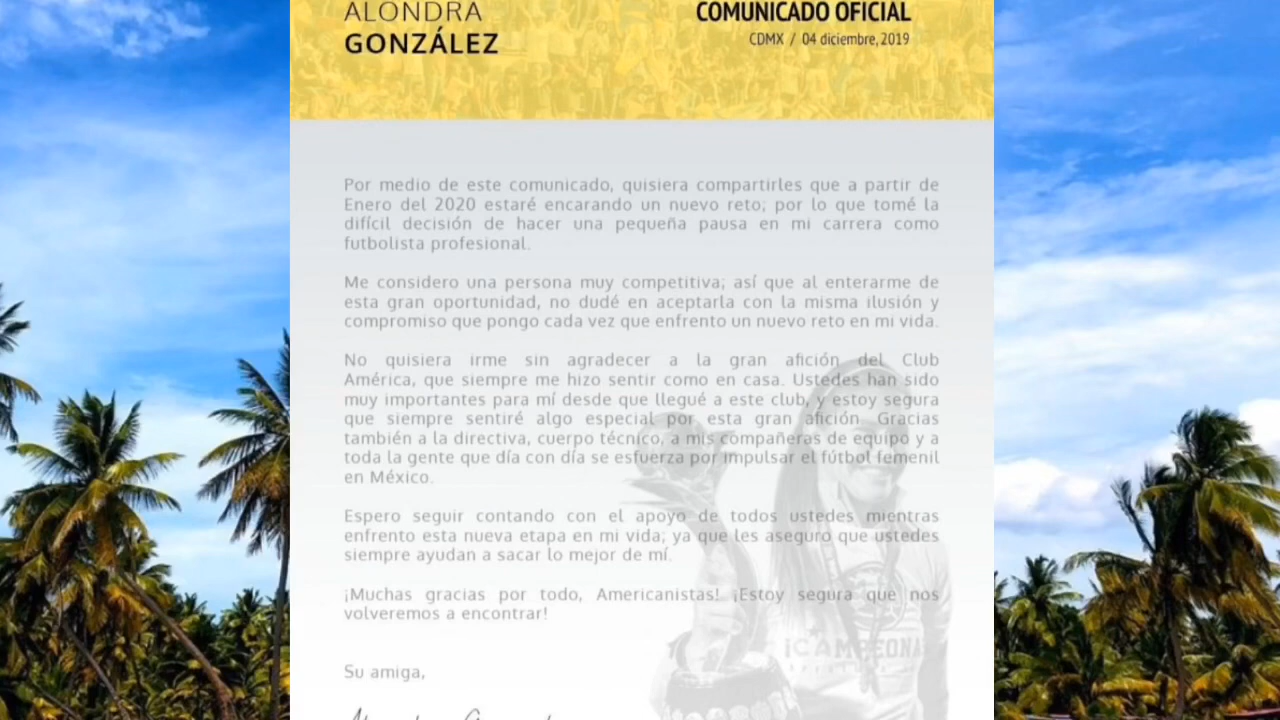 ALONDRA
GONZÁLEZ
COMUNICADO OFICIAL
CDMX / 04 diciembre, 2019
Por medio de este comunicado, quisiera compartirles que a partir de
Enero del 2020 estaré encarando un nuevo reto; por lo que tomé la
difícil decisión de hacer una pequeña pausa en mi carrera como
futbolista profesional.
Me considero una persona muy competitiva; así que al enterarme de
esta gran oportunidad, no dudé en aceptarla con la misma ilusión y
compromiso que pongo cada vez que enfrento un nuevo reto en mi vida.
No quisiera irme sin agradecer a la gran afición del Club
América, que siempre me hizo sentir como en casa. Ustedes han sido
muy importantes para mí desde que llegué a este club, y estoy segura
que siempre sentiré algo especial por esta gran afición. Gracias
también a la directiva, cuerpo técnico, a mis compañeras de equipo y a
toda la gente que día con día se esfuerza por impulsar el fútbol femenil
en México.
Espero seguir contando con el apoyo de todos ustedes mientras
enfrento esta nueva etapa en mi vida; ya que les aseguro que ustedes
siempre ayudan a sacar lo mejor de mí.
¡Muchas gracias por todo, Americanistas! ¡Estoy segura que nos
volveremos a encontrar!
¡CAMPEONA
Su amiga,